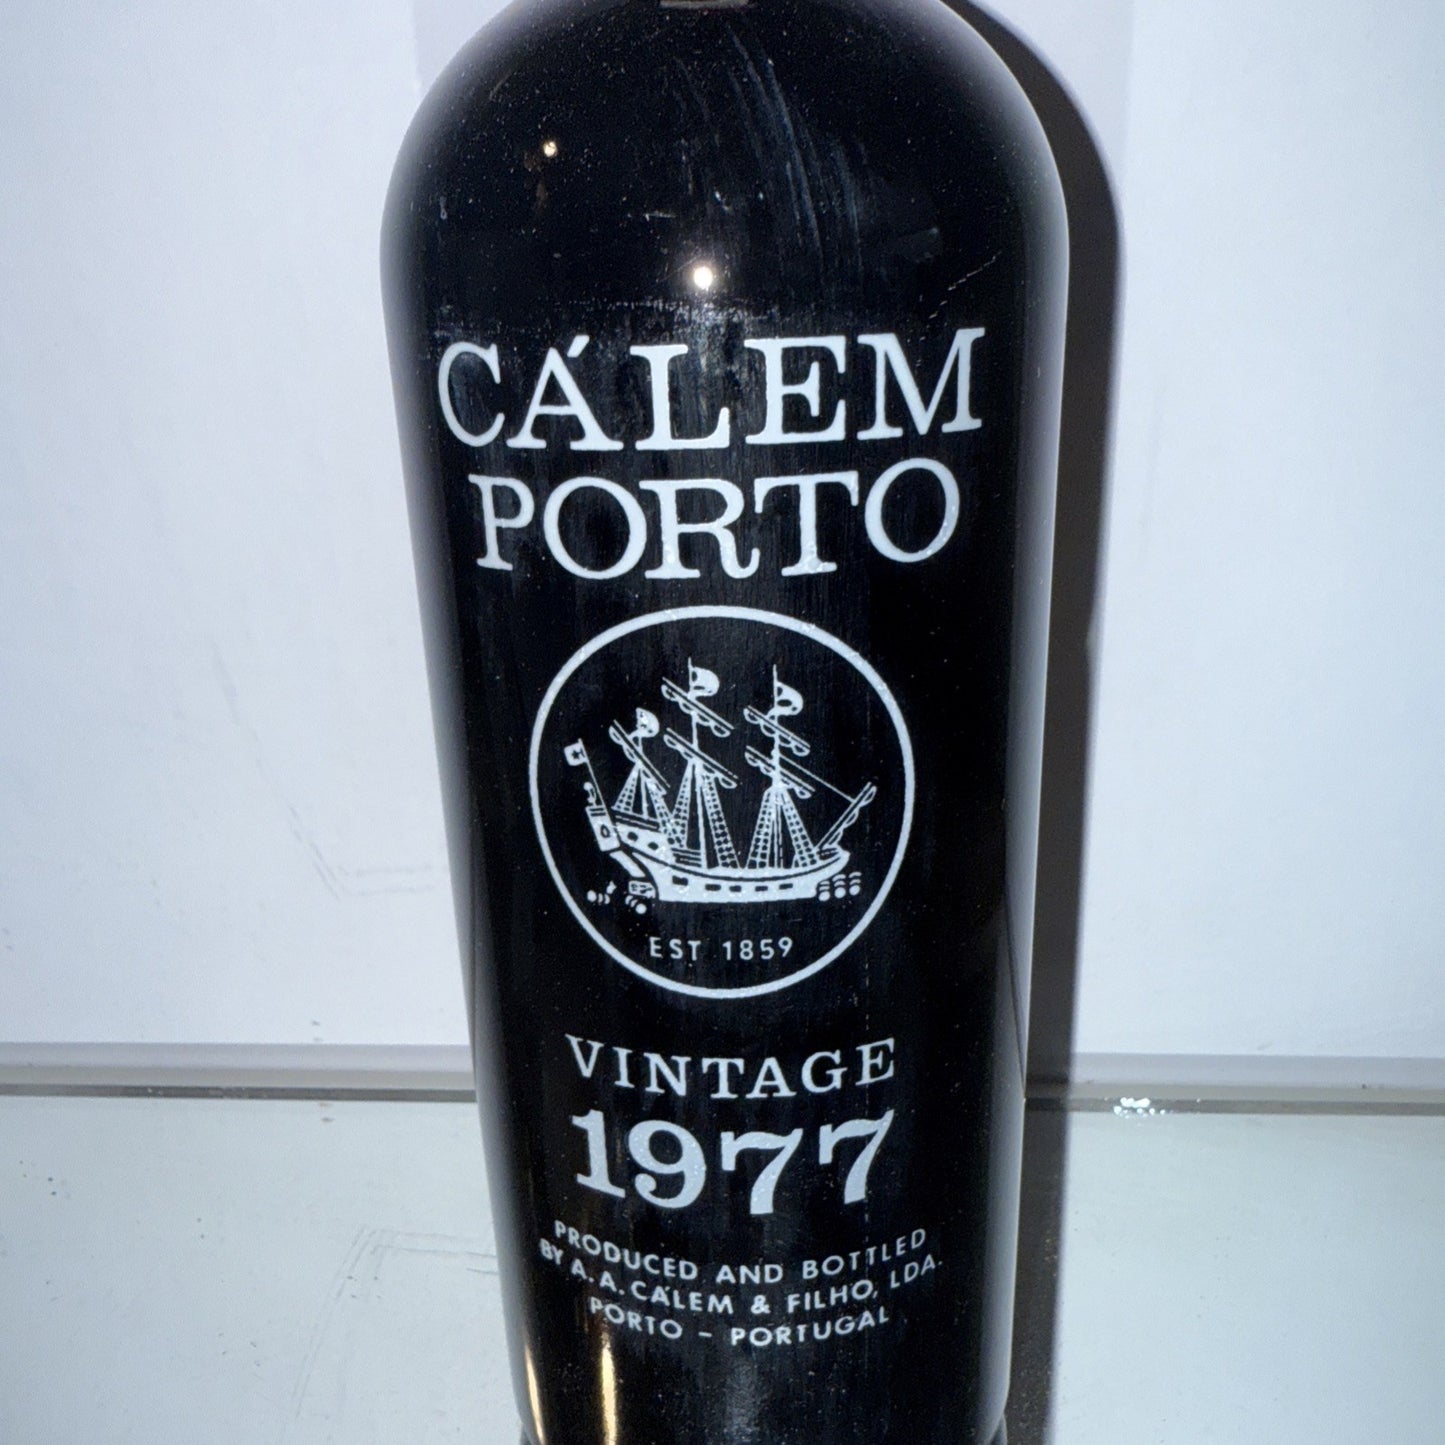 CÁLEM
PORTO
EST 1859
VINTAGE
1977
PRODUCED AND BOTTLED
BY A. A. CÁLEM & FILHO, LDA.
PORTO - PORTUGAL